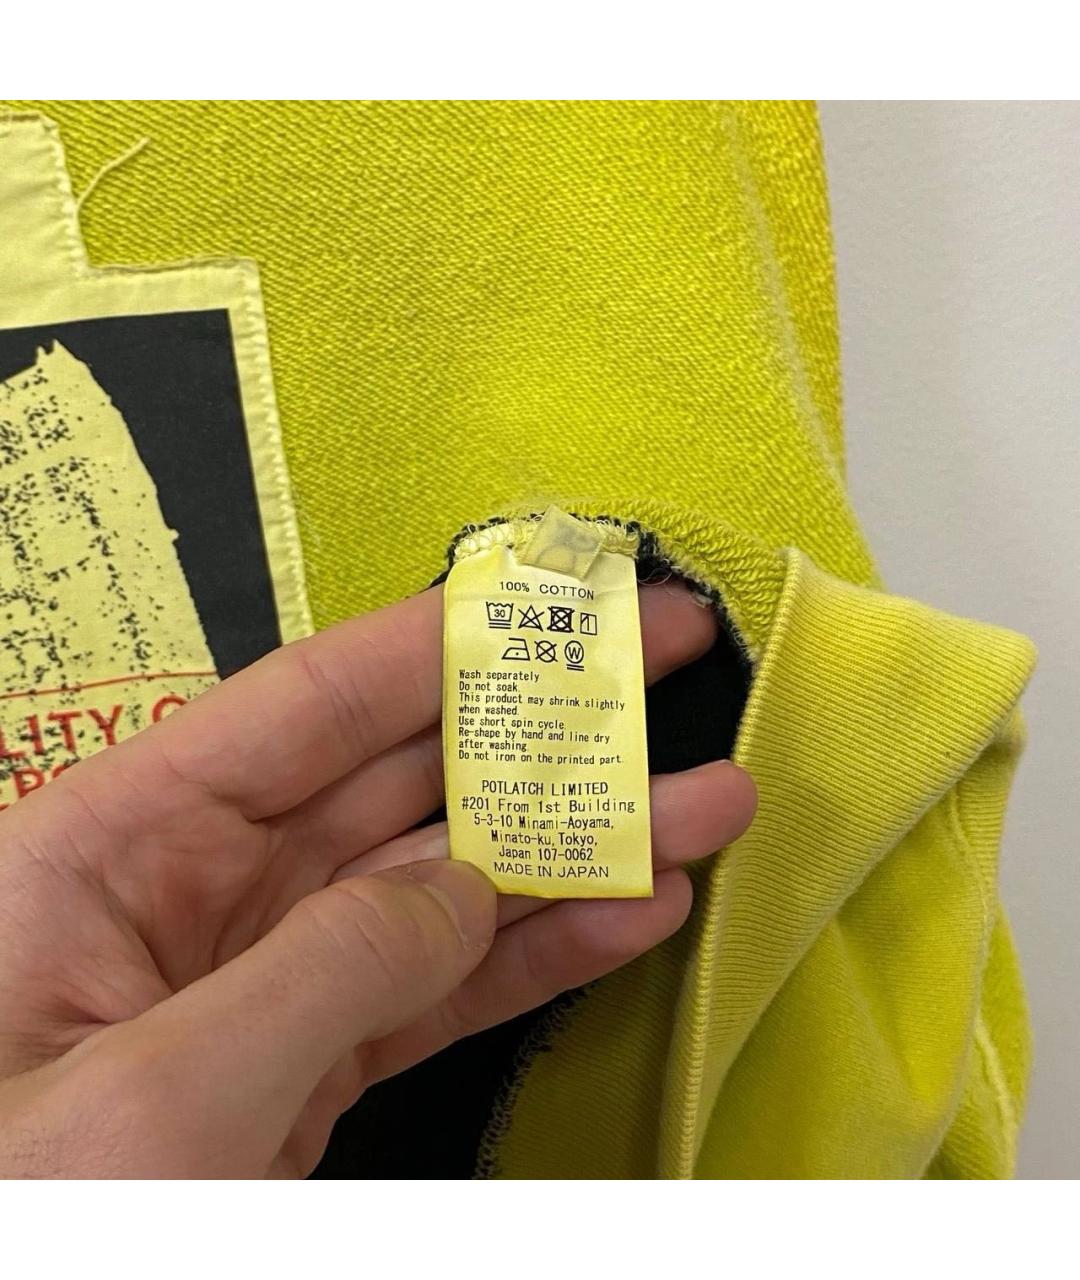 100% COTTON
30
W
Wash separately
Do not soak.
This product may shrink slightly
when washed.
Use short spin cycle.
Re-shape by hand and line dry
after washing.
Do not iron on the printed part.
POTLATCH LIMITED
#201 From 1st Building
5-3-10 Minami-Aoyama,
Minato-ku, Tokyo,
Japan 107-0062
MADE IN JAPAN
LITY